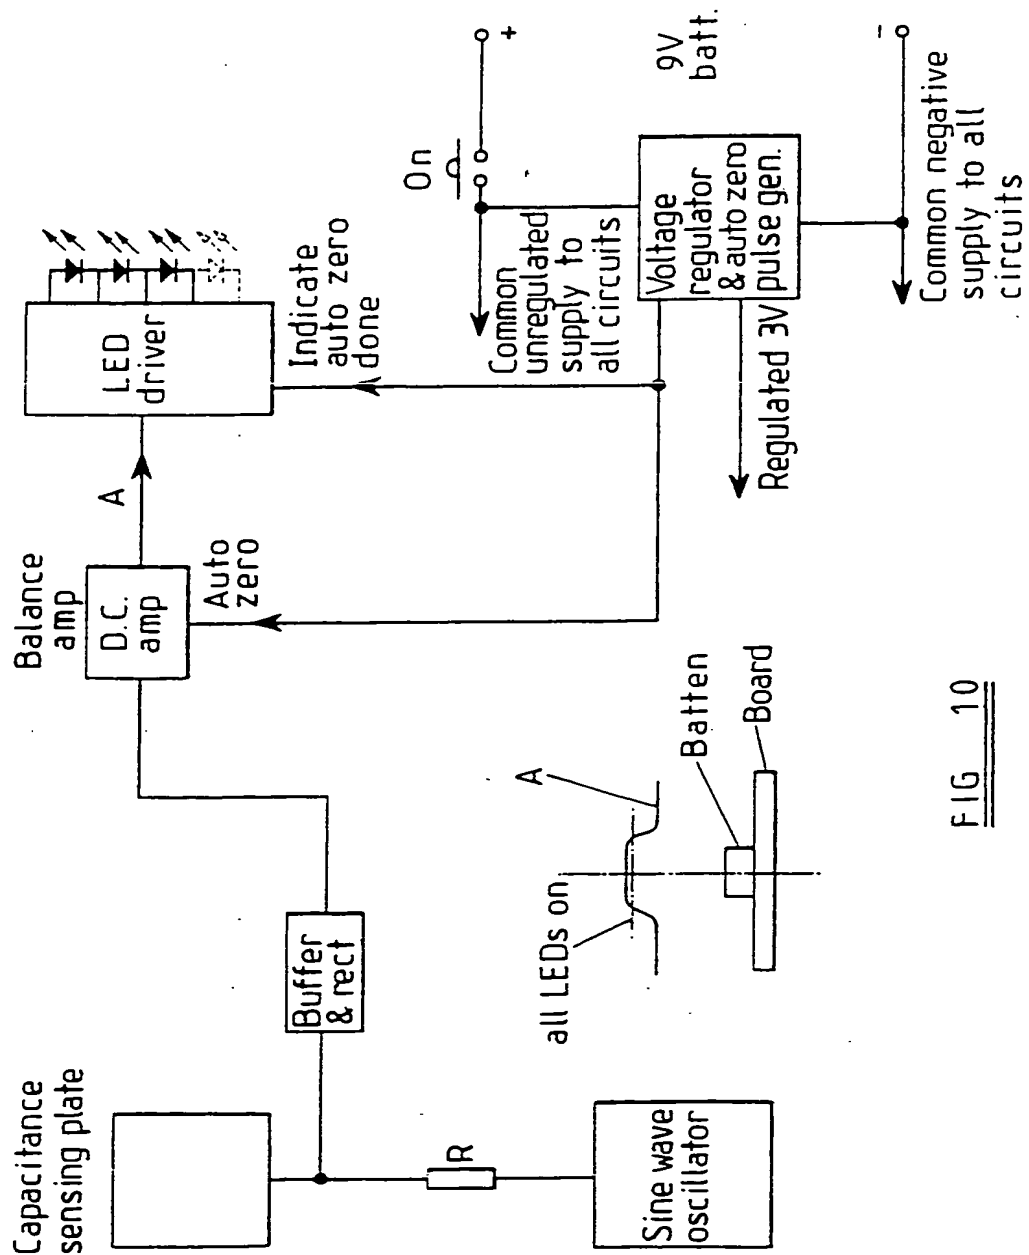 Capacitance
sensing plate
Balance
amp
D.C.
amp
A
LED
driver
Buffer
& rect
Auto
zero
Indicate
auto zero
done
R
Sine wave
oscillator
all LEDs on
A
Batten
Board
On
+
Common
unregulated
supply to
all circuits
Voltage
regulator
& auto zero
pulse gen.
9V
batt.
Regulated 3V
-
Common negative
supply to all
circuits
FIG 10